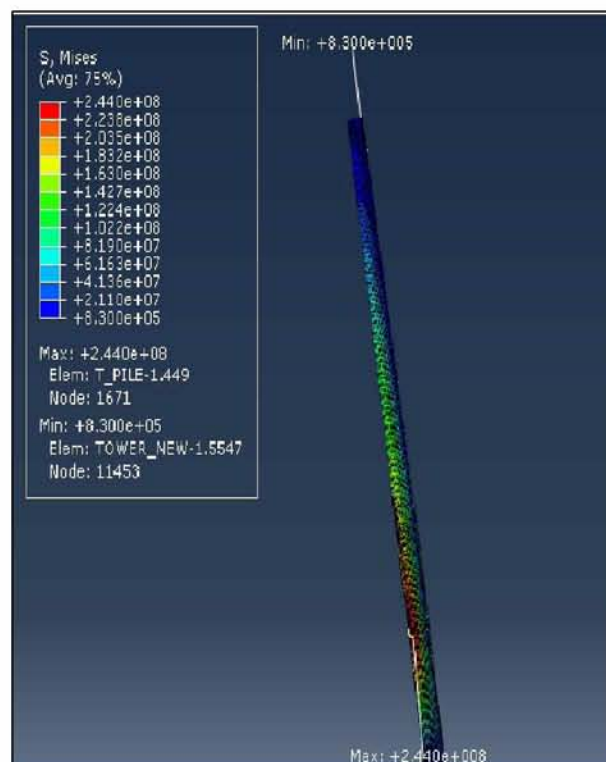 Min: +8.300e+005
S, Mises
(Avg: 75%)
+2.440e+08
+2.238e+08
+2.035e+08
+1.832e+08
+1.630e+08
+1.427e+08
+1.224e+08
+1.022e+08
+8.190e+07
+6.163e+07
+4.136e+07
+2.110e+07
+8.300e+05
Max: +2.440e+08
Elem: T_PILE-1.449
Node: 1671
Min: +8.300e+05
Elem: TOWER_NEW-1.5547
Node: 11453
Max: +2.440e+008